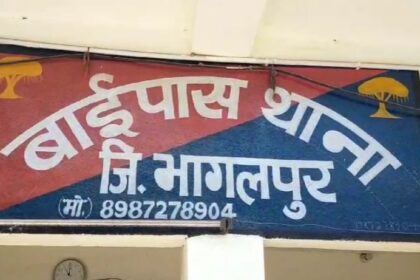 बाईपास थाना
जि. भागलपुर
(मो.) 8987278904